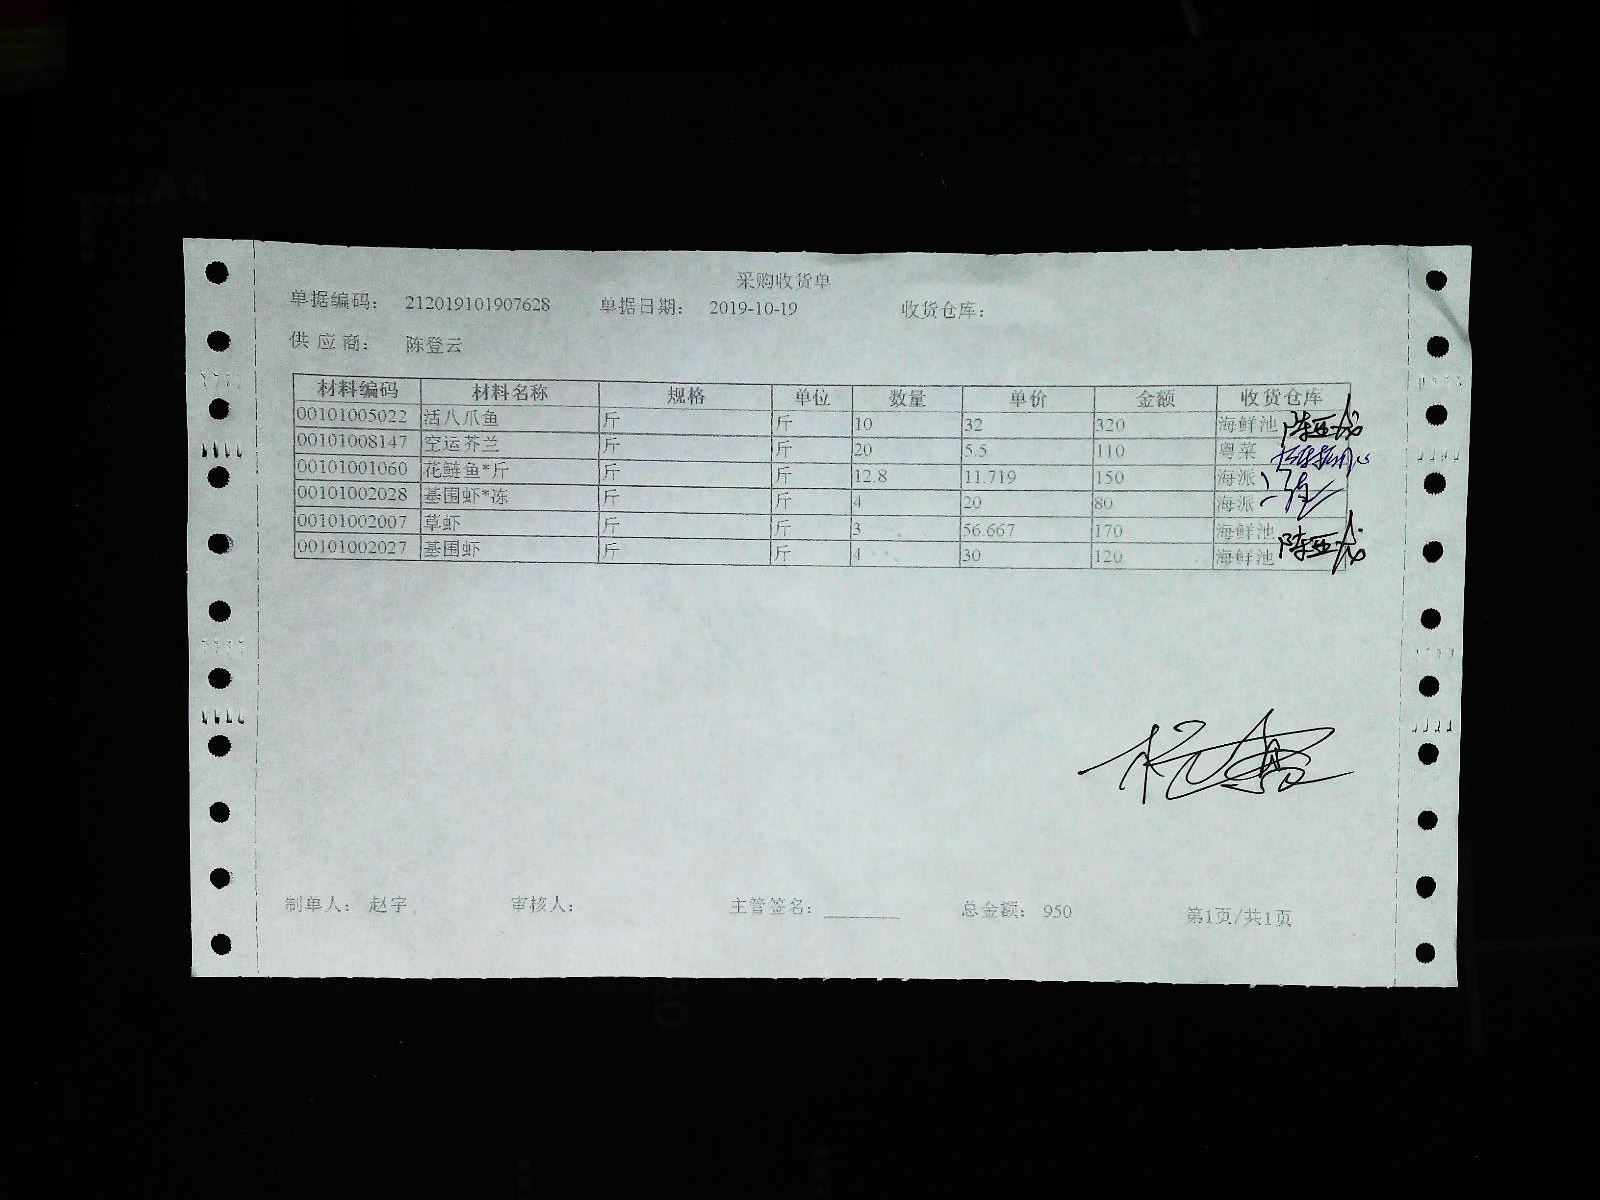 采购收货单
单据编码: 212019101907628 单据日期: 2019-10-19 收货仓库:
供 应 商: 陈登云
材料编码 材料名称 规格 单位 数量 单价 金额 收货仓库
00101005022 活八爪鱼 斤 斤 10 32 320 海鲜池
00101008147 空运芥兰 斤 斤 20 5.5 110 粤菜
00101001060 花鲢鱼*斤 斤 斤 12.8 11.719 150 海派
00101002028 基围虾*冻 斤 斤 4 20 80 海派
00101002007 草虾 斤 斤 3 56.667 170 海鲜池
00101002027 基围虾 斤 斤 4 30 120 海鲜池
制单人: 赵宇 审核人: 主管签名: 总金额: 950 第1页/共1页